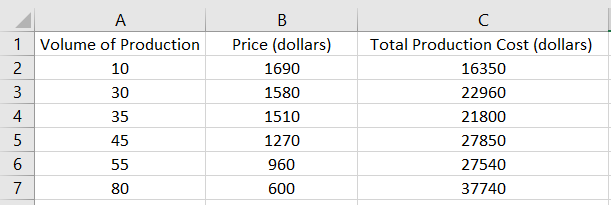 A B C
1 Volume of Production Price (dollars) Total Production Cost (dollars)
2 10 1690 16350
3 30 1580 22960
4 35 1510 21800
5 45 1270 27850
6 55 960 27540
7 80 600 37740